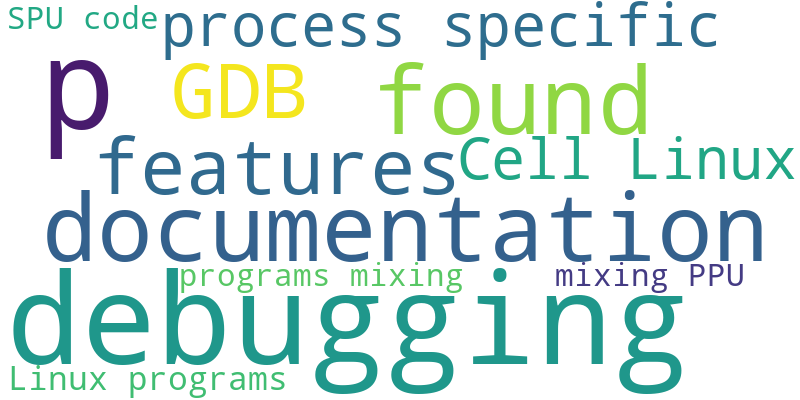 SPU code
process specific
p
GDB
found
features
Cell Linux
documentation
programs mixing
mixing PPU
debugging
Linux programs